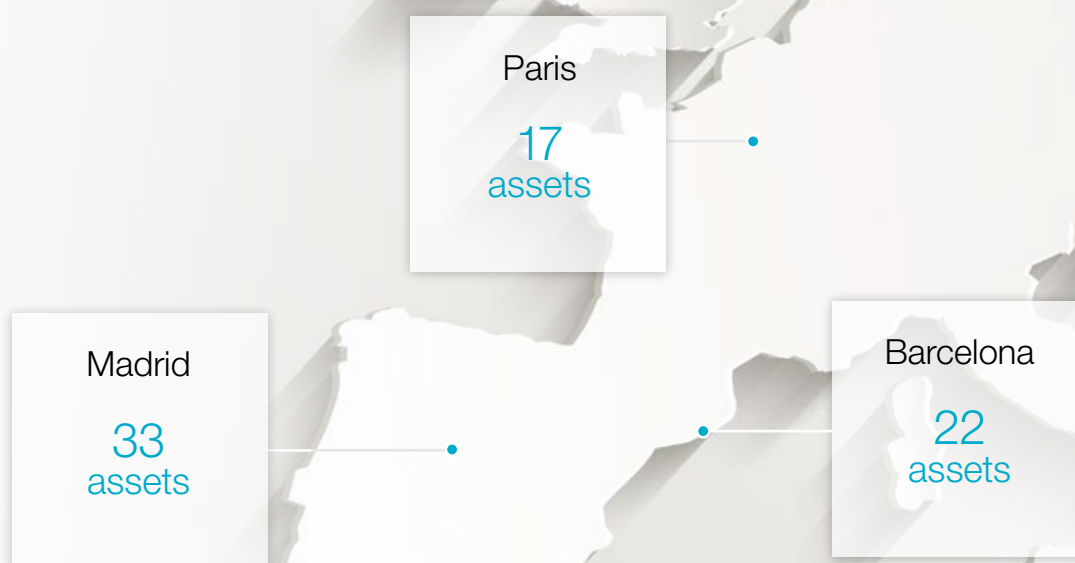 Paris
17
assets
Madrid
33
assets
Barcelona
22
assets